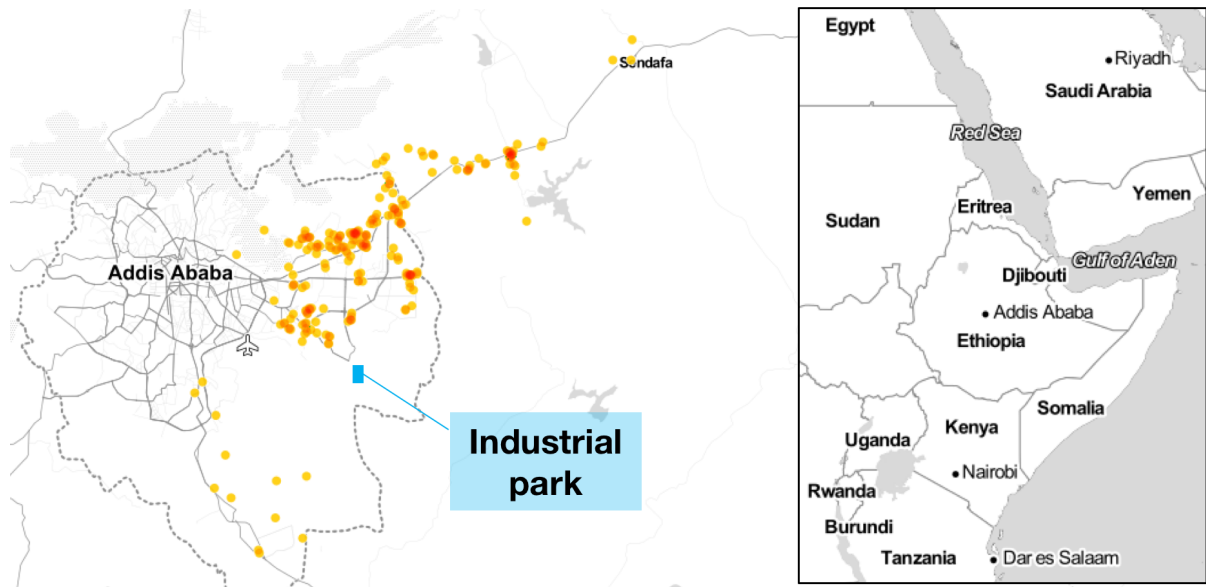 Sendafa
Addis Ababa
Industrial
park
Egypt
Riyadh
Saudi Arabia
Red Sea
Yemen
Sudan
Eritrea
Gulf of Aden
Djibouti
Addis Ababa
Ethiopia
Somalia
Kenya
Uganda
Nairobi
Rwanda
Burundi
Tanzania
Dar es Salaam